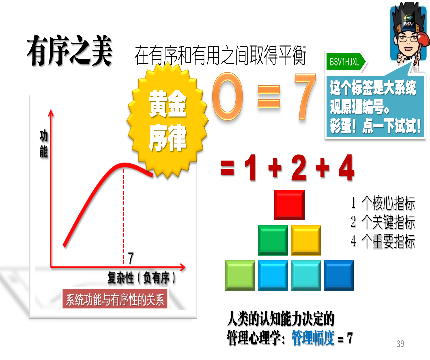 有序之美
在有序和有用之间取得平衡
BSV1HJXL
这个标签是大系统
观原理编号。
彩蛋！点一下试试！
黄金
序律
O = 7
= 1 + 2 + 4
功能
7
复杂性（负有序）
系统功能与有序性的关系
1 个核心指标
2 个关键指标
4 个重要指标
人类的认知能力决定的
管理心理学：管理幅度 = 7
39